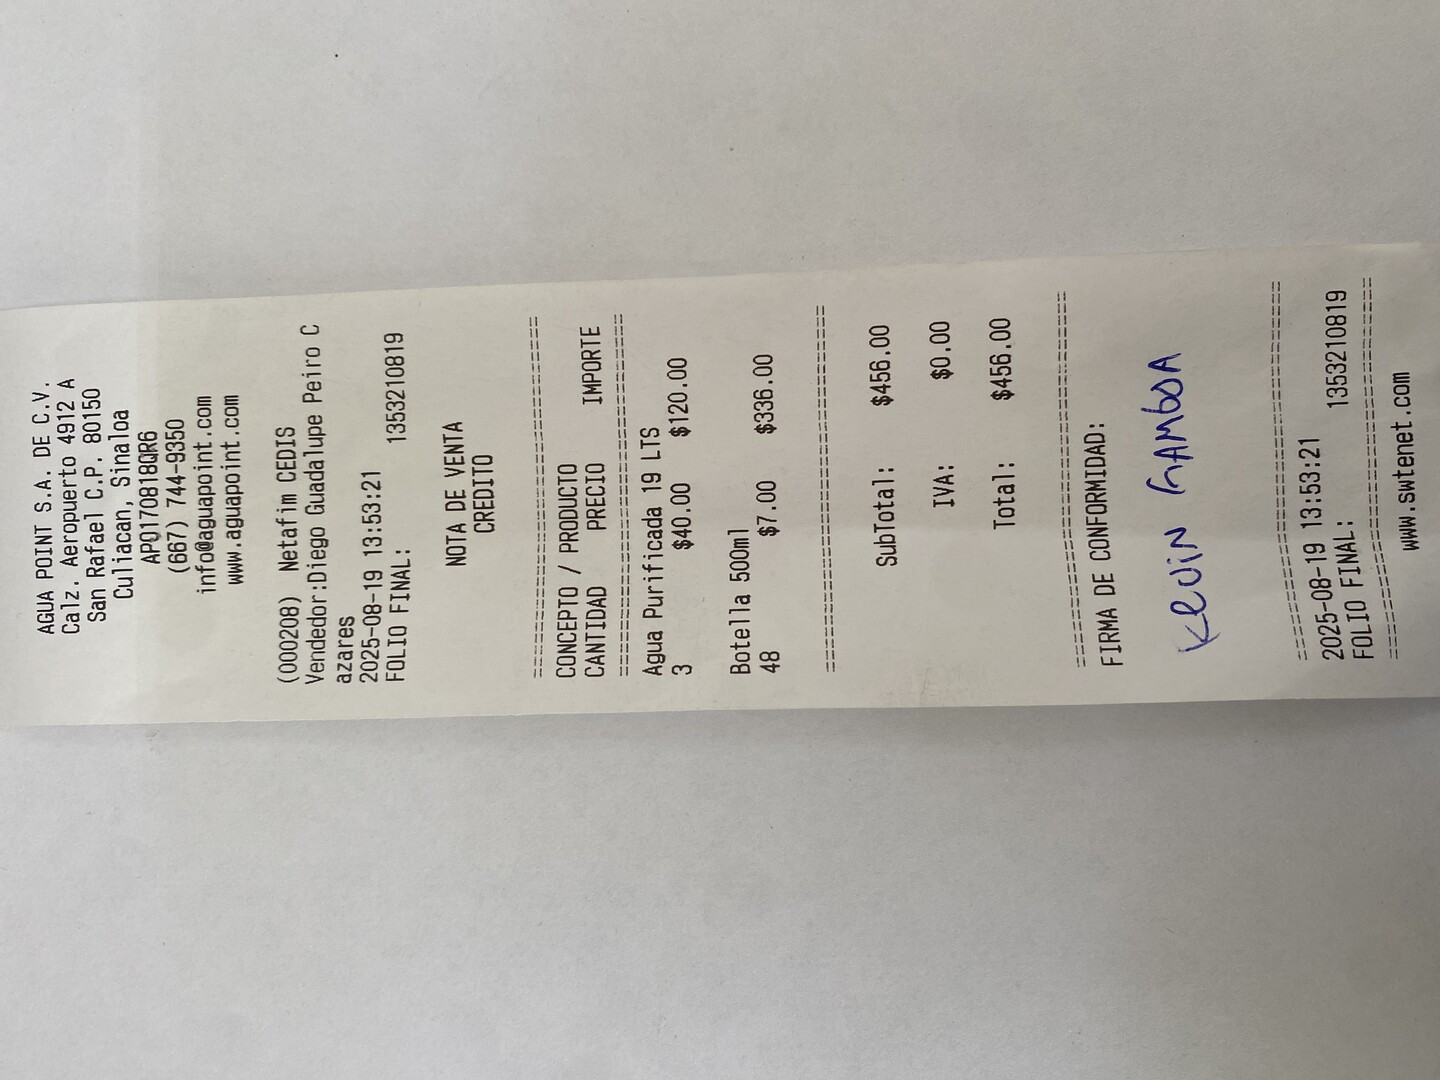 AGUA POINT S.A. DE C.V.
Calz. Aeropuerto 4912 A
San Rafael C.P. 80150
Culiacan, Sinaloa
APO170818QR6
(667) 744-9350
info@aguapoint.com
www.aguapoint.com
(000208) Netafim CEDIS
Vendedor:Diego Guadalupe Peiro C
azares
2025-08-19 13:53:21
FOLIO FINAL: 1353210819
NOTA DE VENTA
CREDITO
================================
CONCEPTO / PRODUCTO
CANTIDAD PRECIO IMPORTE
================================
Agua Purificada 19 LTS
3 $40.00 $120.00
Botella 500ml
48 $7.00 $336.00
================================
SubTotal: $456.00
IVA: $0.00
Total: $456.00
================================
FIRMA DE CONFORMIDAD:
KEVIN GAMBOA
================================
2025-08-19 13:53:21
FOLIO FINAL: 1353210819
================================
www.swtenet.com